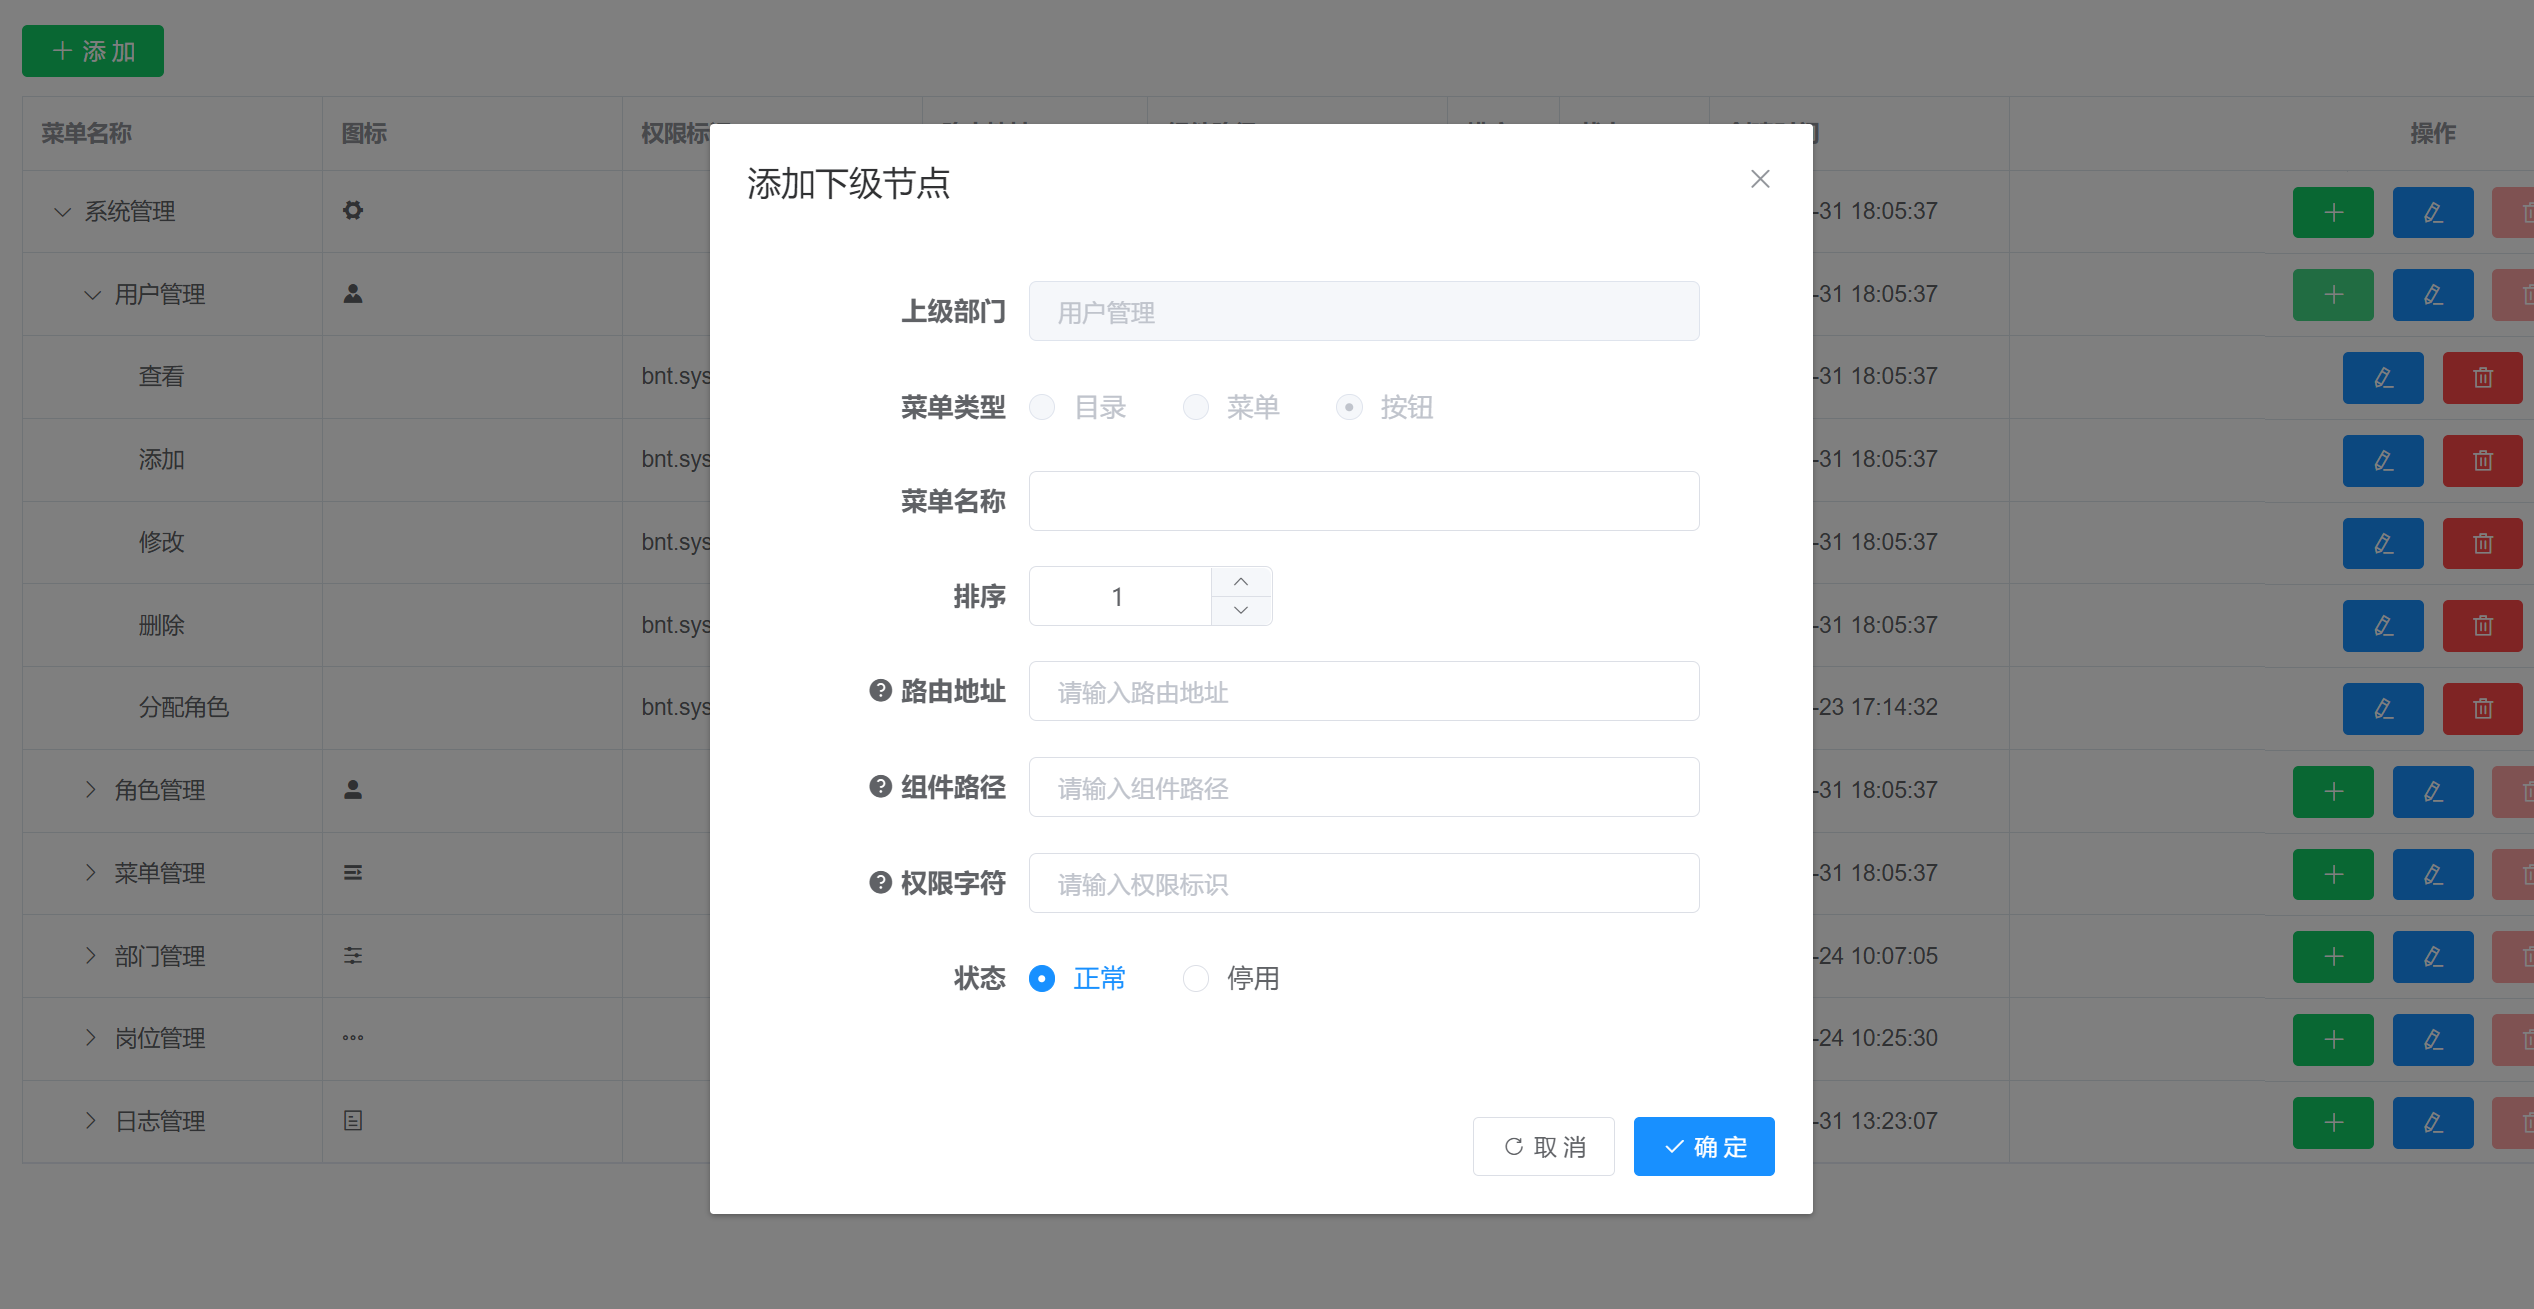 添 加
菜单名称 图标 权限标 操作
系统管理 -31 18:05:37
用户管理 -31 18:05:37
查看 bnt.sys -31 18:05:37
添加 bnt.sys -31 18:05:37
修改 bnt.sys -31 18:05:37
删除 bnt.sys -31 18:05:37
分配角色 bnt.sys -23 17:14:32
角色管理 -31 18:05:37
菜单管理 -31 18:05:37
部门管理 -24 10:07:05
岗位管理 -24 10:25:30
日志管理 -31 13:23:07
添加下级节点
上级部门 用户管理
菜单类型 目录 菜单 按钮
菜单名称
排序 1
路由地址 请输入路由地址
组件路径 请输入组件路径
权限字符 请输入权限标识
状态 正常 停用
取 消 确 定